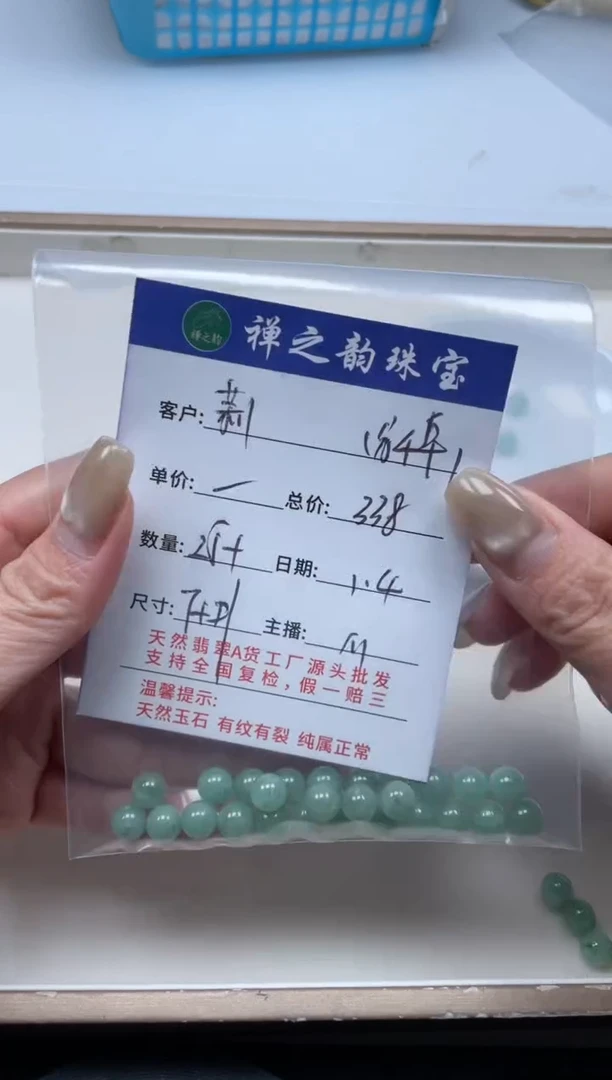 禅之韵
禅之韵珠宝
客户:
单价: 一 总价: 338
数量: 日期: 1.4
尺寸: 主播: M
天然翡翠A货工厂源头批发
支持全国复检,假一赔三
温馨提示:
天然玉石 有纹有裂 纯属正常